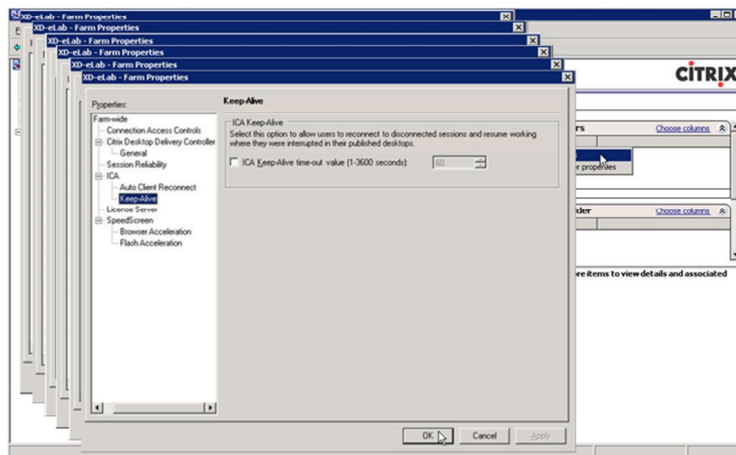 XD-eLab - Farm Properties
XD-eLab - Farm Properties
XD-eLab - Farm Properties
XD-eLab - Farm Properties
XD-eLab - Farm Properties
XD-eLab - Farm Properties
CİTRIX
Properties:
Farm-wide
Connection Access Controls
Citrix Desktop Delivery Controller
General
Session Reliability
ICA
Auto Client Reconnect
Keep-Alive
License Server
SpeedScreen
Browser Acceleration
Flash Acceleration
Keep-Alive
ICA Keep-Alive
Select this option to allow users to reconnect to disconnected sessions and resume working
where they were interrupted in their published desktops.
ICA Keep-Alive time-out value (1-3600 seconds): 60
rs Choose columns
r properties
lder Choose columns
re items to view details and associated
OK Cancel Apply